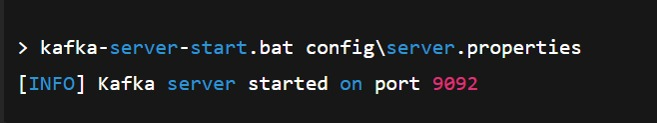 > kafka-server-start.bat config\server.properties
[INFO] Kafka server started on port 9092